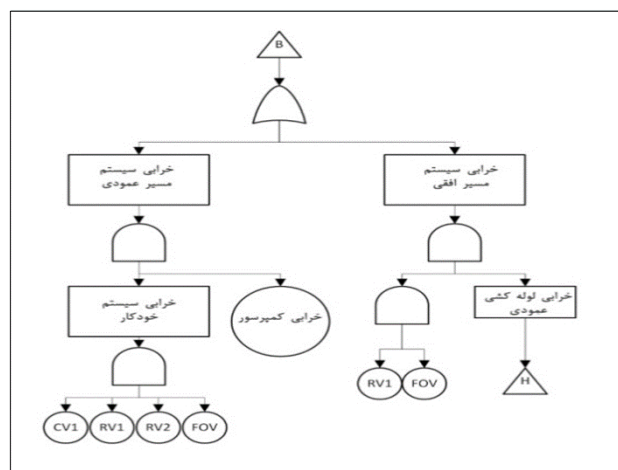 B
خرابی سیستم
مسیر عمودی
خرابی سیستم
مسیر افقی
خرابی سیستم
خودکار
خرابی کمپرسور
خرابی لوله کشی
عمودی
RV1
FOV
H
CV1
RV1
RV2
FOV